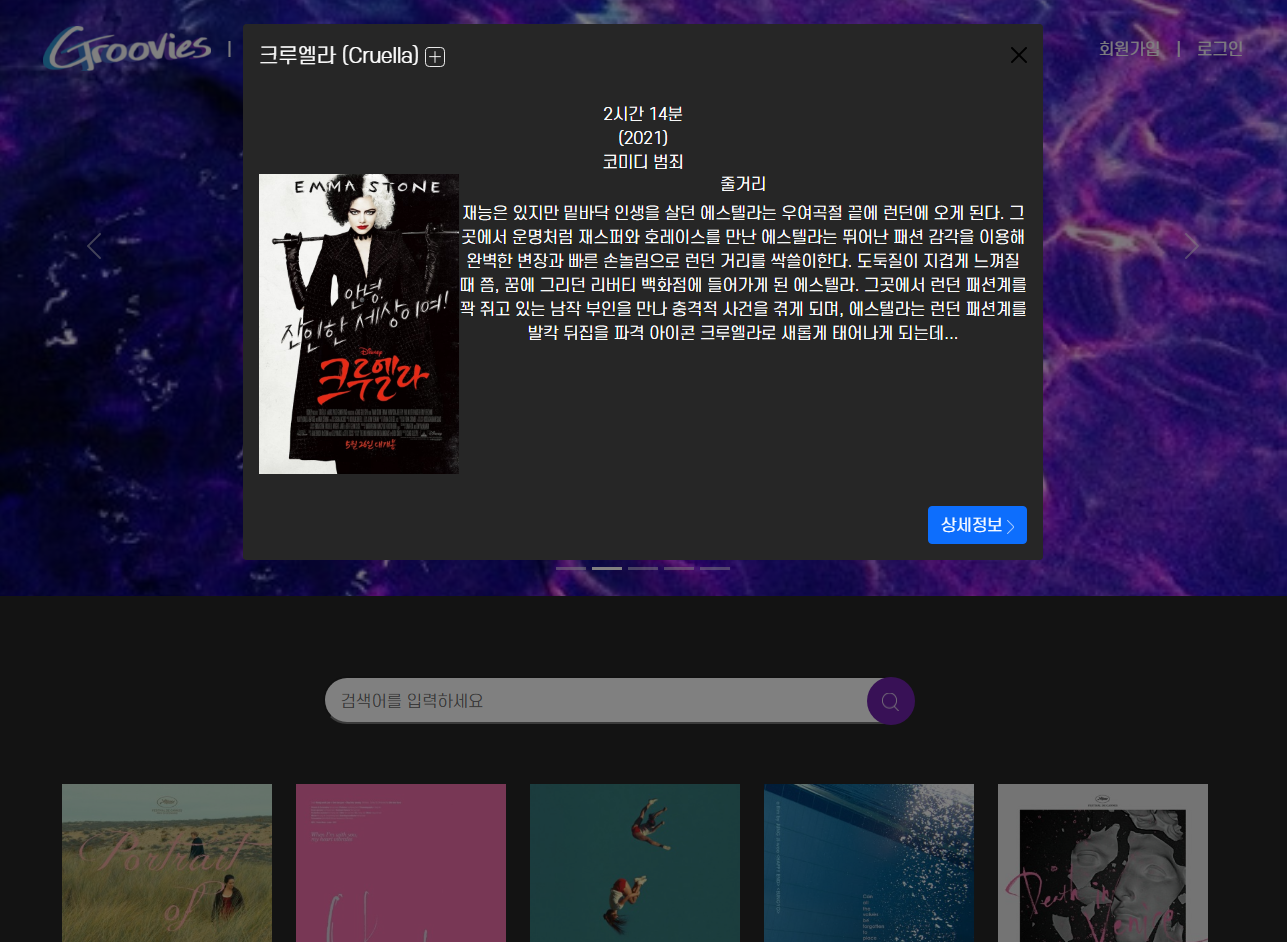 Groovies |
회원가입 | 로그인
크루엘라 (Cruella)
2시간 14분
(2021)
코미디 범죄
줄거리
재능은 있지만 밑바닥 인생을 살던 에스텔라는 우여곡절 끝에 런던에 오게 된다. 그
곳에서 운명처럼 재스퍼와 호레이스를 만난 에스텔라는 뛰어난 패션 감각을 이용해
완벽한 변장과 빠른 손놀림으로 런던 거리를 싹쓸이한다. 도둑질이 지겹게 느껴질
때 쯤, 꿈에 그리던 리버티 백화점에 들어가게 된 에스텔라. 그곳에서 런던 패션계를
꽉 쥐고 있는 남작 부인을 만나 충격적 사건을 겪게 되며, 에스텔라는 런던 패션계를
발칵 뒤집을 파격 아이콘 크루엘라로 새롭게 태어나게 되는데...
EMMA STONE
안녕,
잔인한 세상이여!
Disney
크루엘라
5월 26일 대개봉
상세정보
검색어를 입력하세요
Portrait
of
Death in
Venice